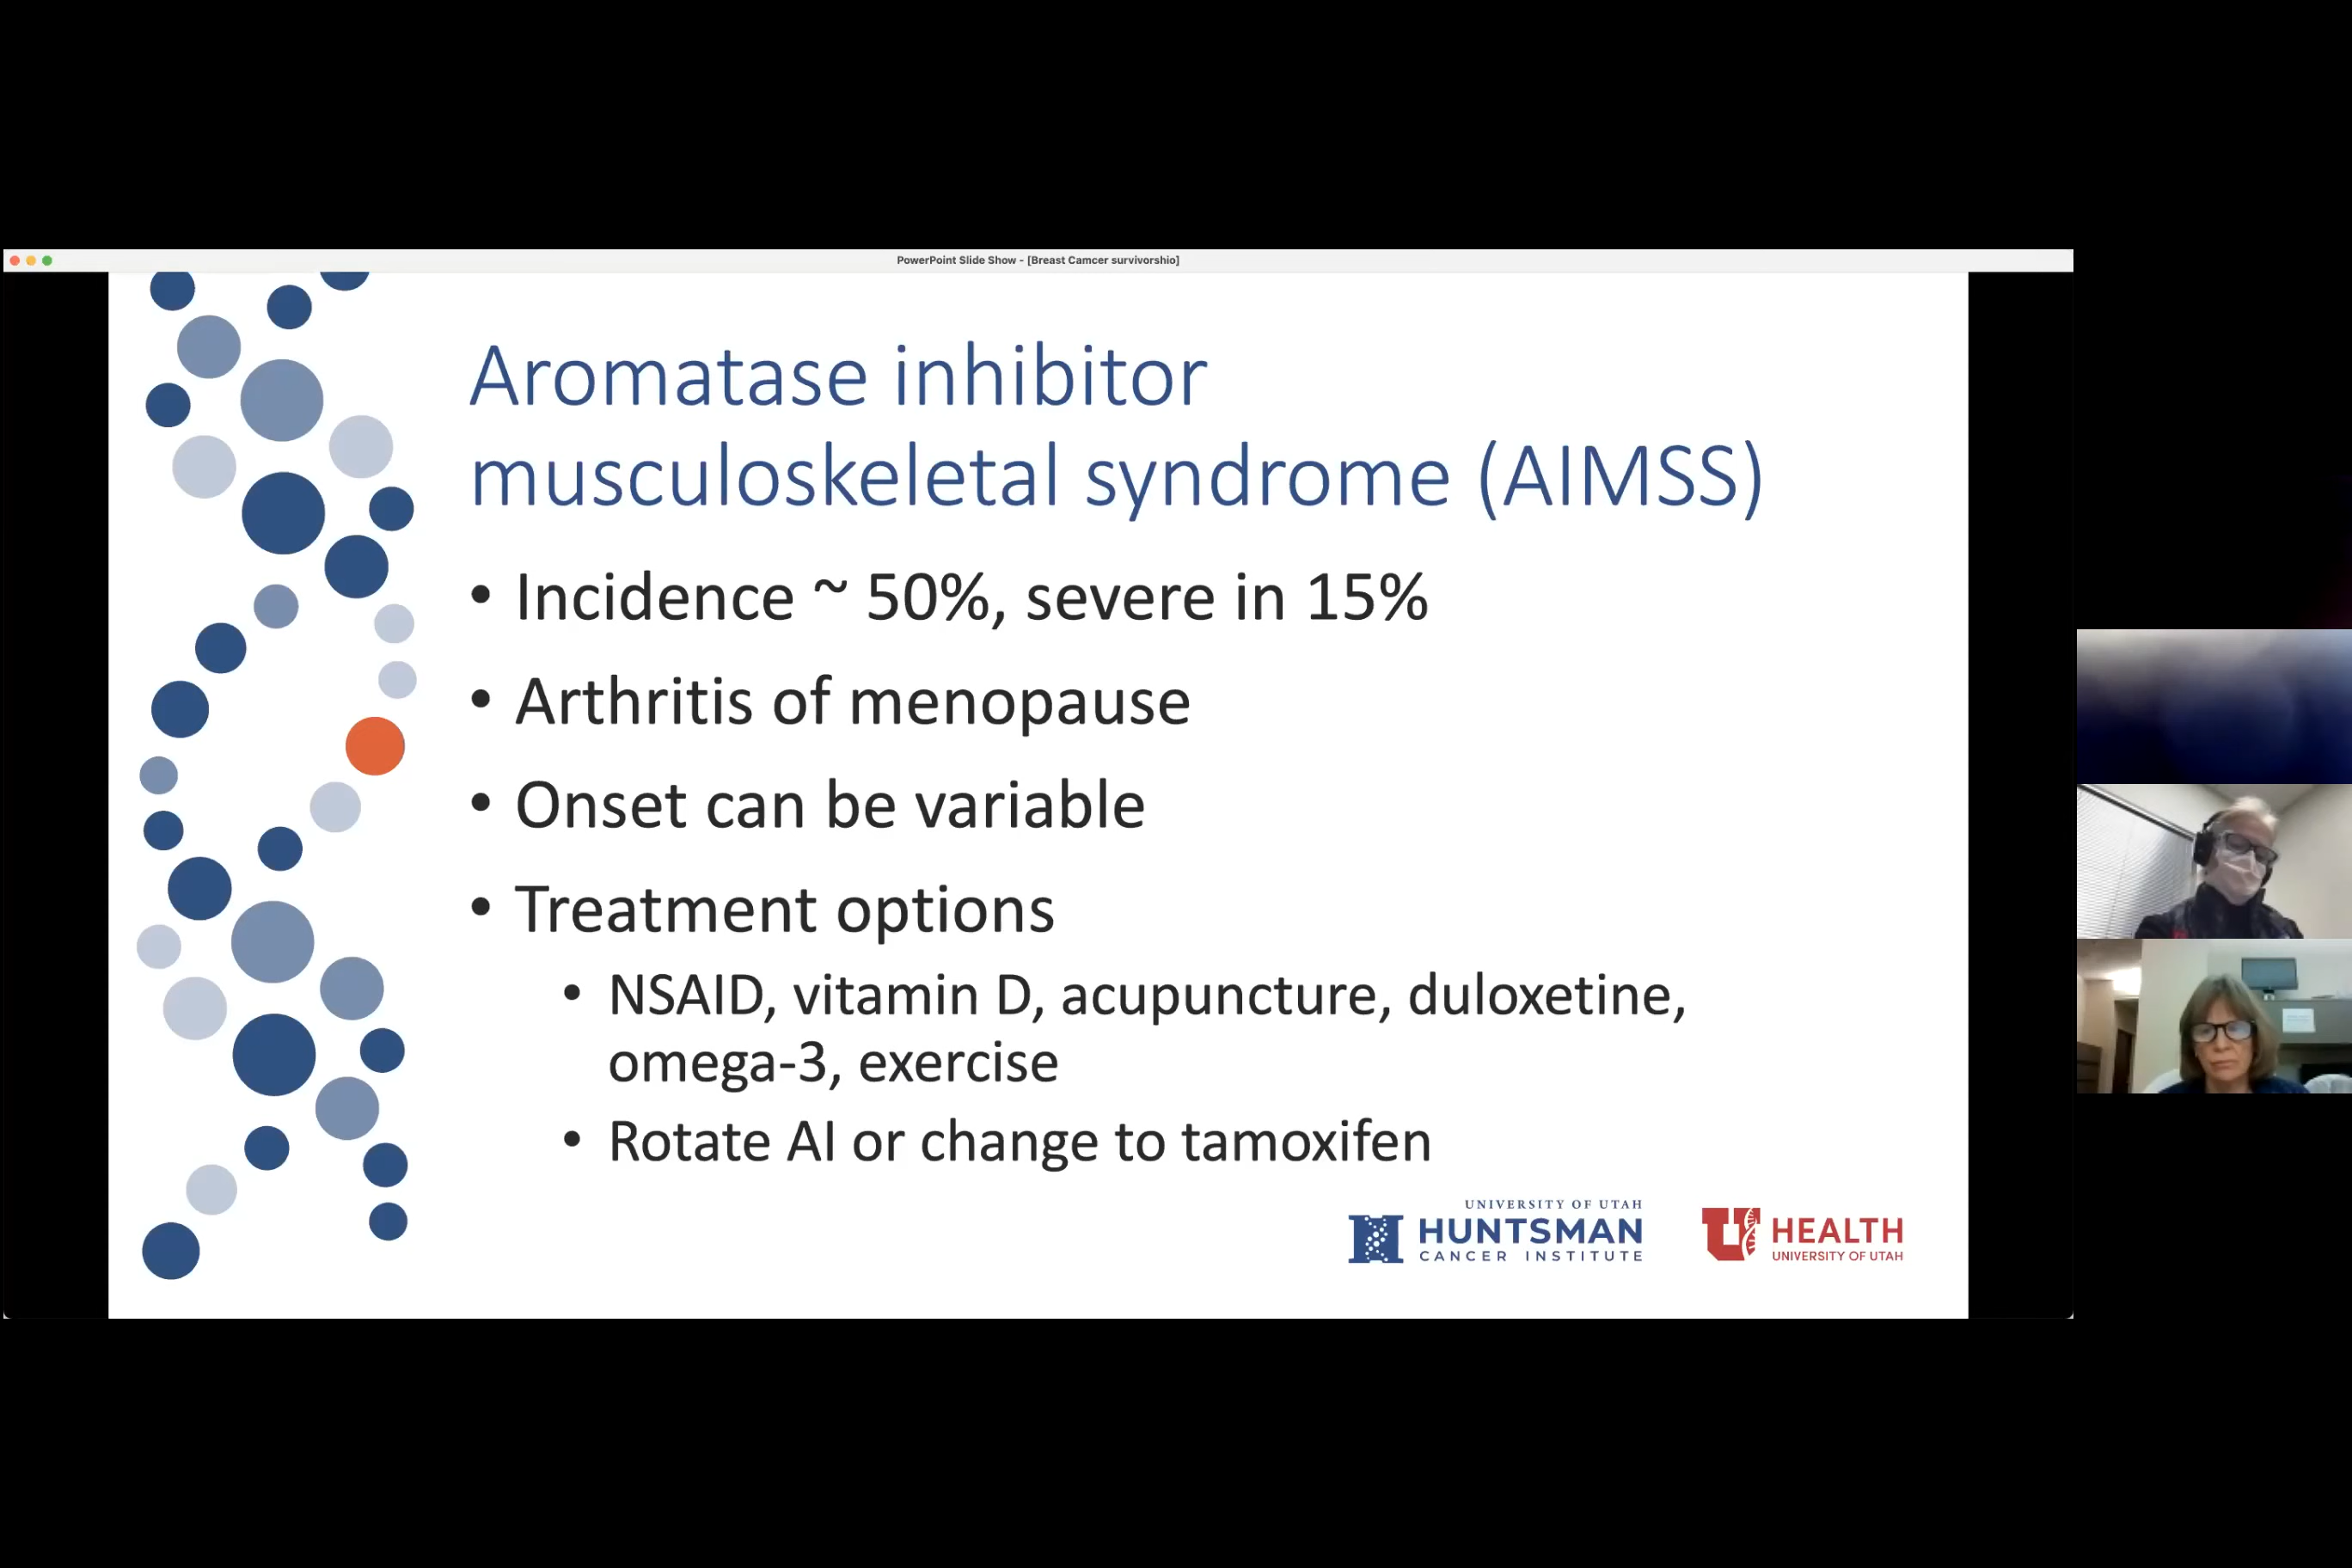 PowerPoint Slide Show - [Breast Camcer survivorshio]
Aromatase inhibitor
musculoskeletal syndrome (AIMSS)
• Incidence ~ 50%, severe in 15%
• Arthritis of menopause
• Onset can be variable
• Treatment options
• NSAID, vitamin D, acupuncture, duloxetine,
omega-3, exercise
• Rotate AI or change to tamoxifen
UNIVERSITY OF UTAH
HUNTSMAN
CANCER INSTITUTE
U HEALTH
UNIVERSITY OF UTAH